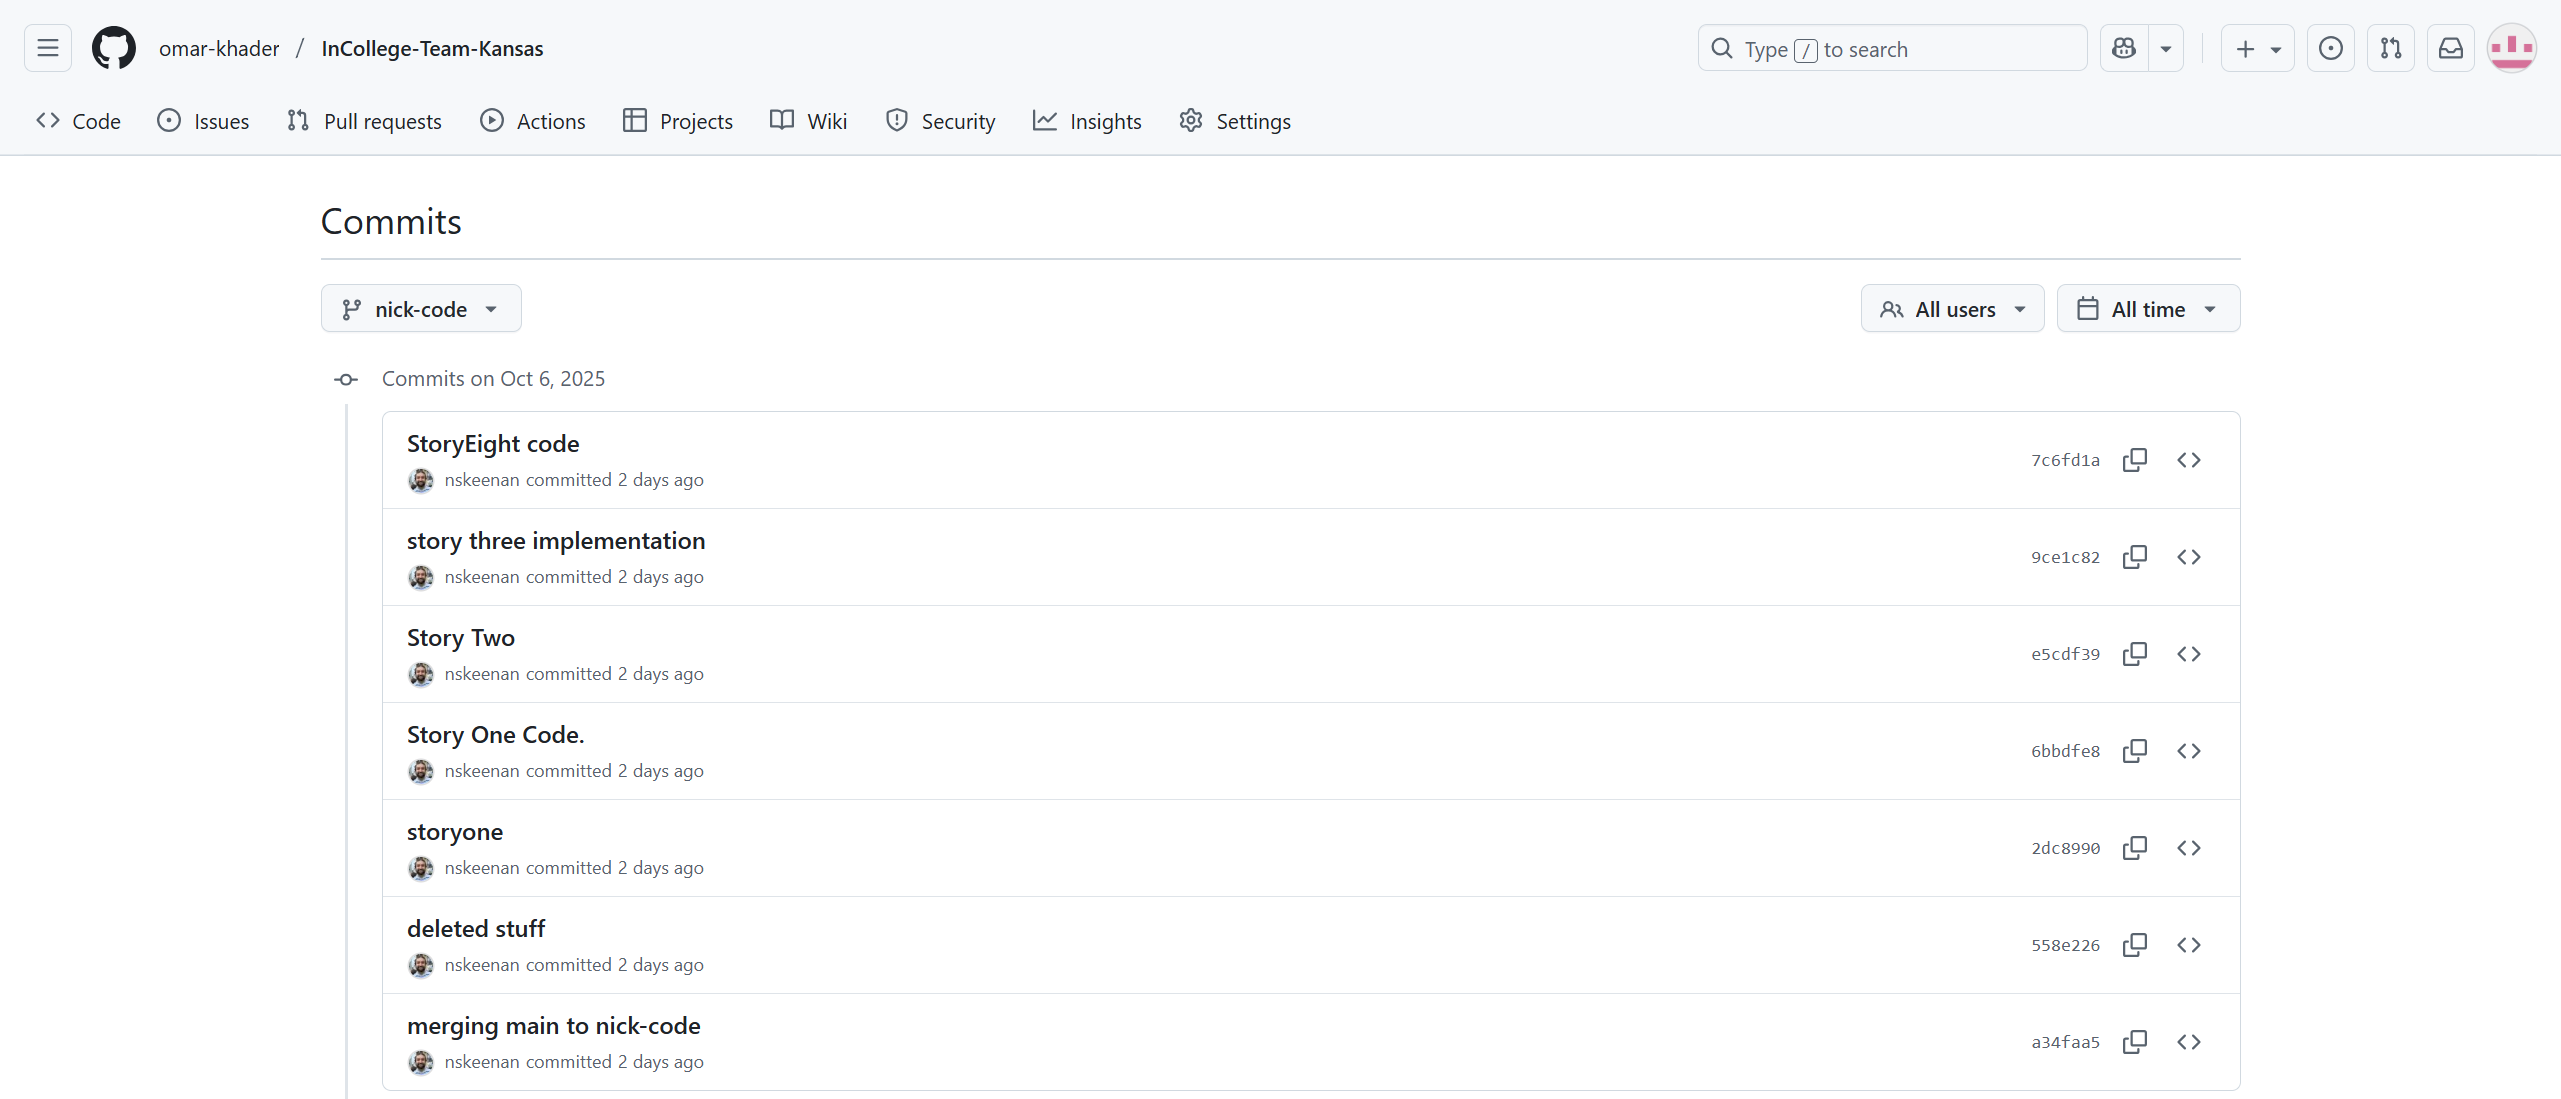 omar-khader / InCollege-Team-Kansas
Type / to search
Code Issues Pull requests Actions Projects Wiki Security Insights Settings
Commits
nick-code
All users All time
Commits on Oct 6, 2025
StoryEight code
nskeenan committed 2 days ago
7c6fd1a
story three implementation
nskeenan committed 2 days ago
9ce1c82
Story Two
nskeenan committed 2 days ago
e5cdf39
Story One Code.
nskeenan committed 2 days ago
6bbdfe8
storyone
nskeenan committed 2 days ago
2dc8990
deleted stuff
nskeenan committed 2 days ago
558e226
merging main to nick-code
nskeenan committed 2 days ago
a34faa5